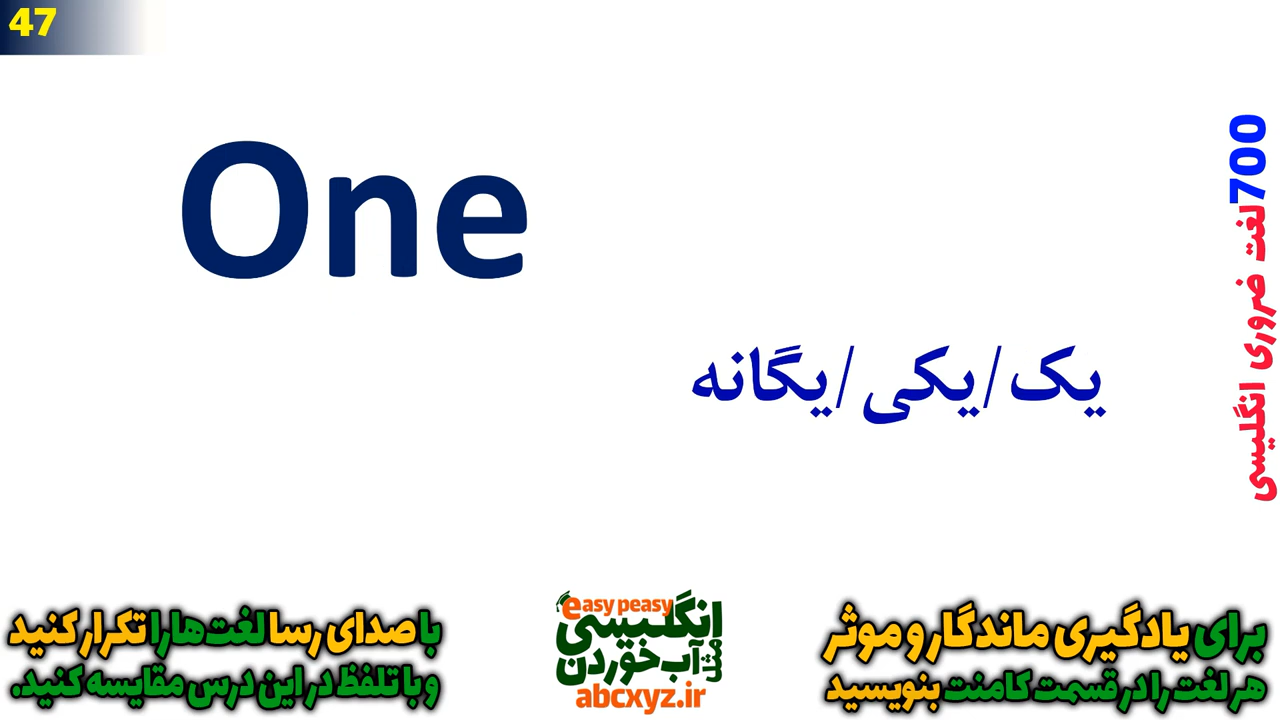 47
One
یک/یکی/یگانه
700 لغت ضروری انگلیسی
برای یادگیری ماندگار و موثر
هر لغت را در قسمت کامنت بنویسید
easy peasy
انگلیسی
مثل آب خوردن
abcxyz.ir
با صدای رسا لغت‌ها را تکرار کنید
و با تلفظ در این درس مقایسه کنید.